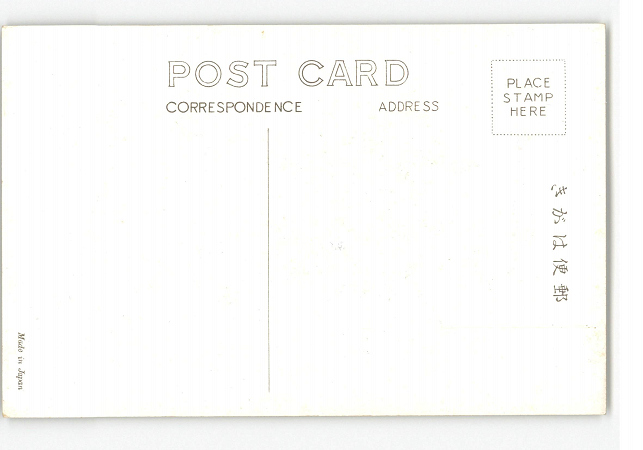 POST CARD
CORRESPONDENCE
ADDRESS
PLACE
STAMP
HERE
きがは便郵
Made in Japan